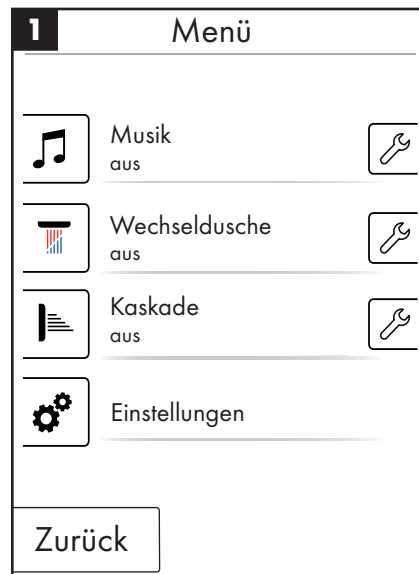 1
Menü
Musik
aus
Wechseldusche
aus
Kaskade
aus
Einstellungen
Zurück